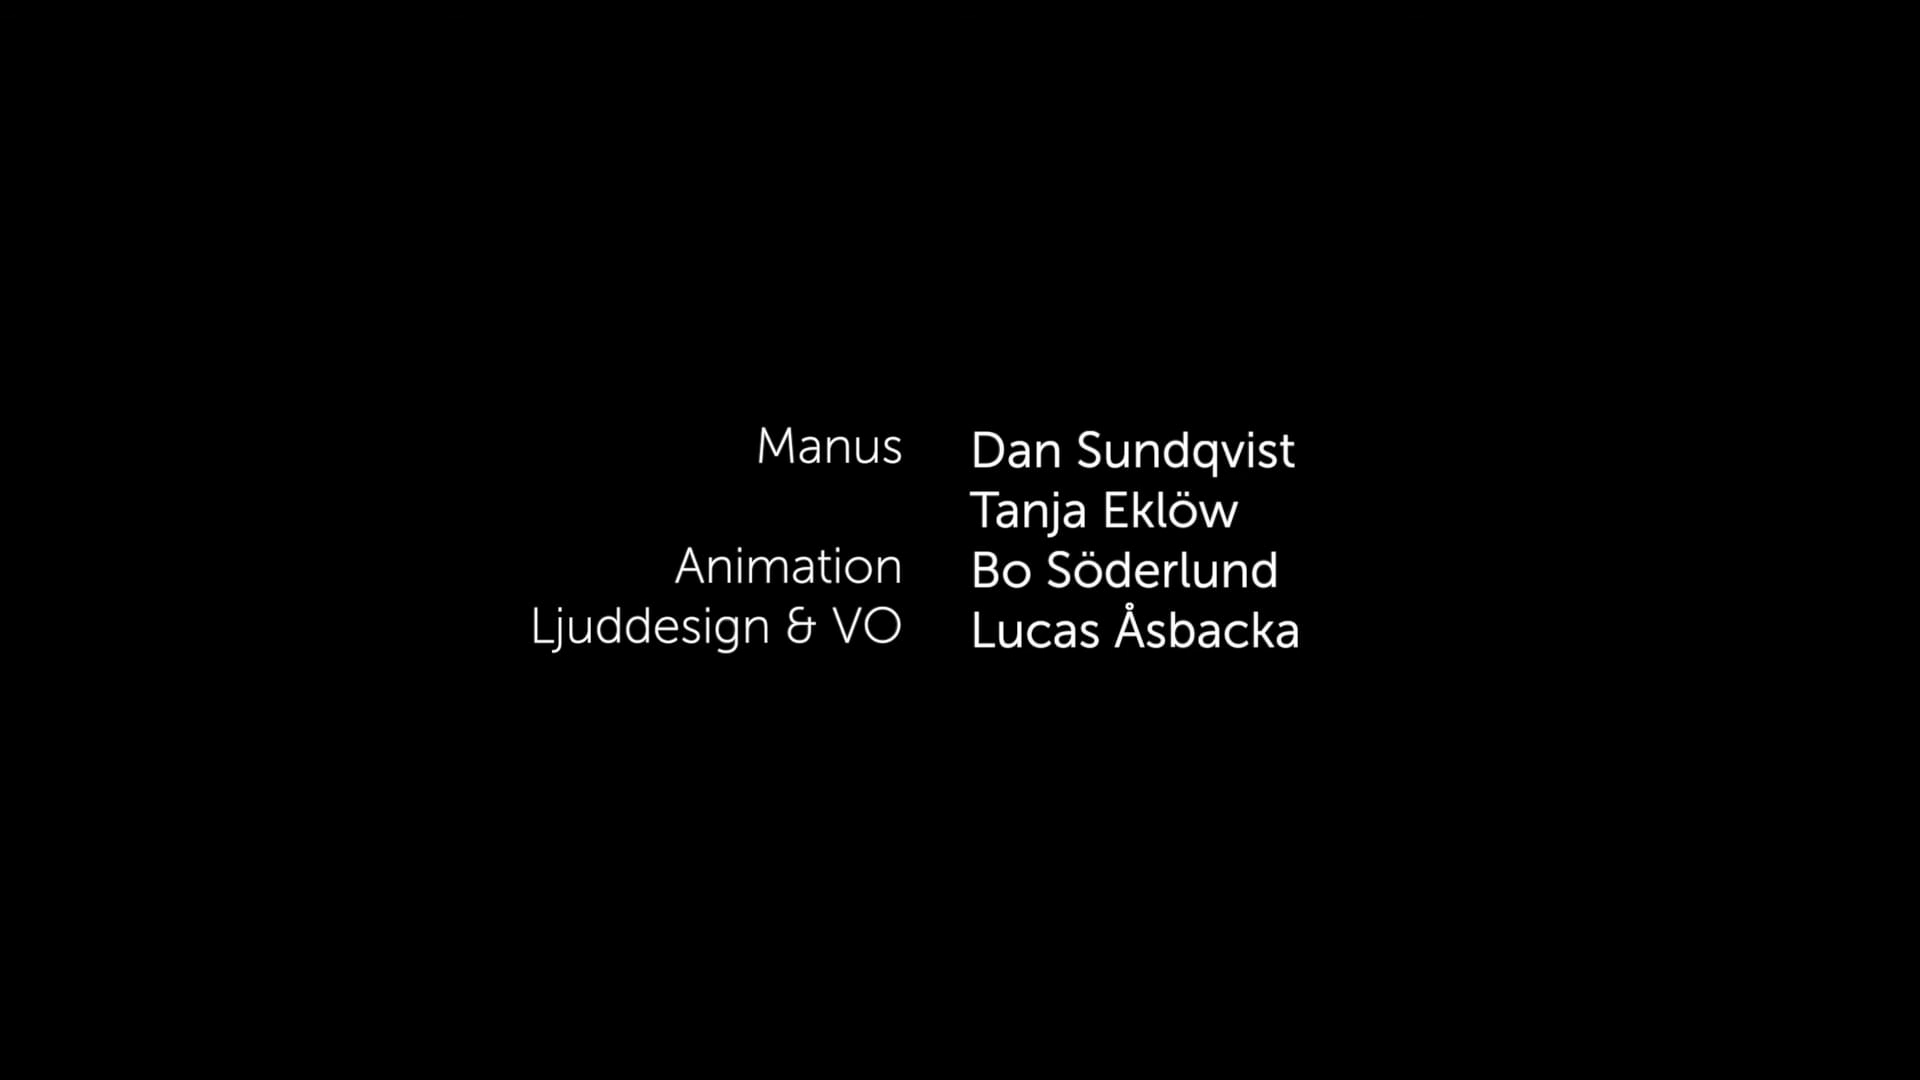 Manus Dan Sundqvist
Tanja Eklöw
Animation Bo Söderlund
Ljuddesign & VO Lucas Åsbacka